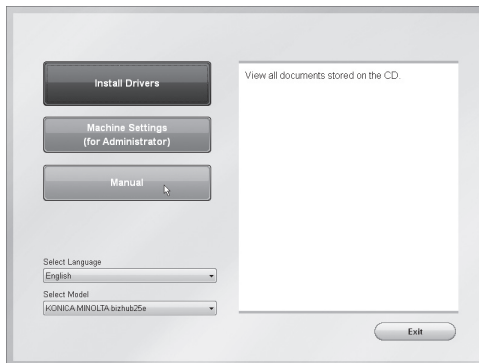 Install Drivers
Machine Settings
(for Administrator)
Manual
View all documents stored on the CD.
Select Language
English
Select Model
KONICA MINOLTA bizhub25e
Exit